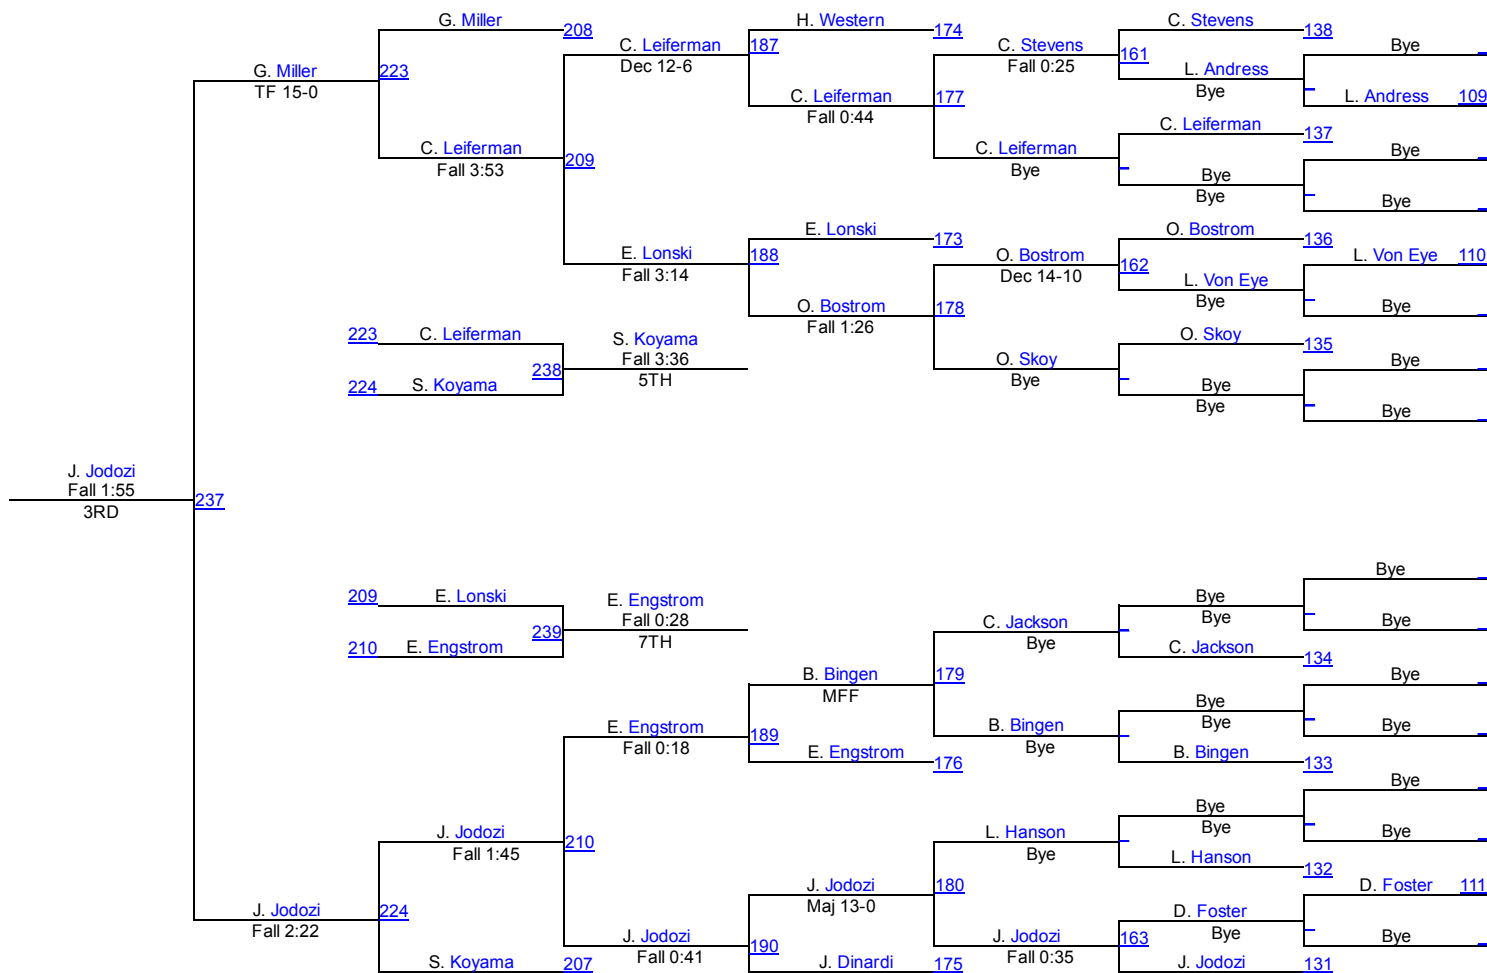 G. Miller
208
H. Western
174
C. Stevens
138
C. Leiferman
187
Dec 12-6
C. Stevens
161
Fall 0:25
Bye
G. Miller
223
TF 15-0
L. Andress
Bye
C. Leiferman
177
Fall 0:44
L. Andress
109
C. Leiferman
137
C. Leiferman
209
Fall 3:53
C. Leiferman
Bye
Bye
Bye
Bye
Bye
E. Lonski
173
O. Bostrom
136
E. Lonski
188
Fall 3:14
O. Bostrom
162
Dec 14-10
L. Von Eye
110
L. Von Eye
Bye
O. Bostrom
178
Fall 1:26
Bye
223
C. Leiferman
S. Koyama
Fall 3:36
5TH
238
O. Skoy
135
O. Skoy
Bye
Bye
224
S. Koyama
Bye
Bye
Bye
J. Jodozi
Fall 1:55
3RD
237
Bye
209
E. Lonski
E. Engstrom
Fall 0:28
7TH
239
Bye
Bye
C. Jackson
Bye
Bye
210
E. Engstrom
C. Jackson
134
B. Bingen
179
MFF
Bye
Bye
Bye
E. Engstrom
189
Fall 0:18
B. Bingen
Bye
Bye
E. Engstrom
176
B. Bingen
133
Bye
Bye
Bye
J. Jodozi
210
Fall 1:45
L. Hanson
Bye
Bye
L. Hanson
132
J. Jodozi
180
Maj 13-0
D. Foster
111
J. Jodozi
224
Fall 2:22
D. Foster
Bye
J. Jodozi
190
Fall 0:41
J. Jodozi
163
Fall 0:35
Bye
S. Koyama
207
J. Dinardi
175
J. Jodozi
131